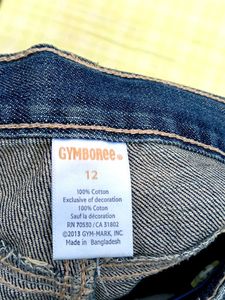 GYMBOREE®
12
100% Cotton
Exclusive of decoration
100% Coton
Sauf la décoration
RN 70530 / CA 31802
©2013 GYM-MARK, INC
Made in Bangladesh